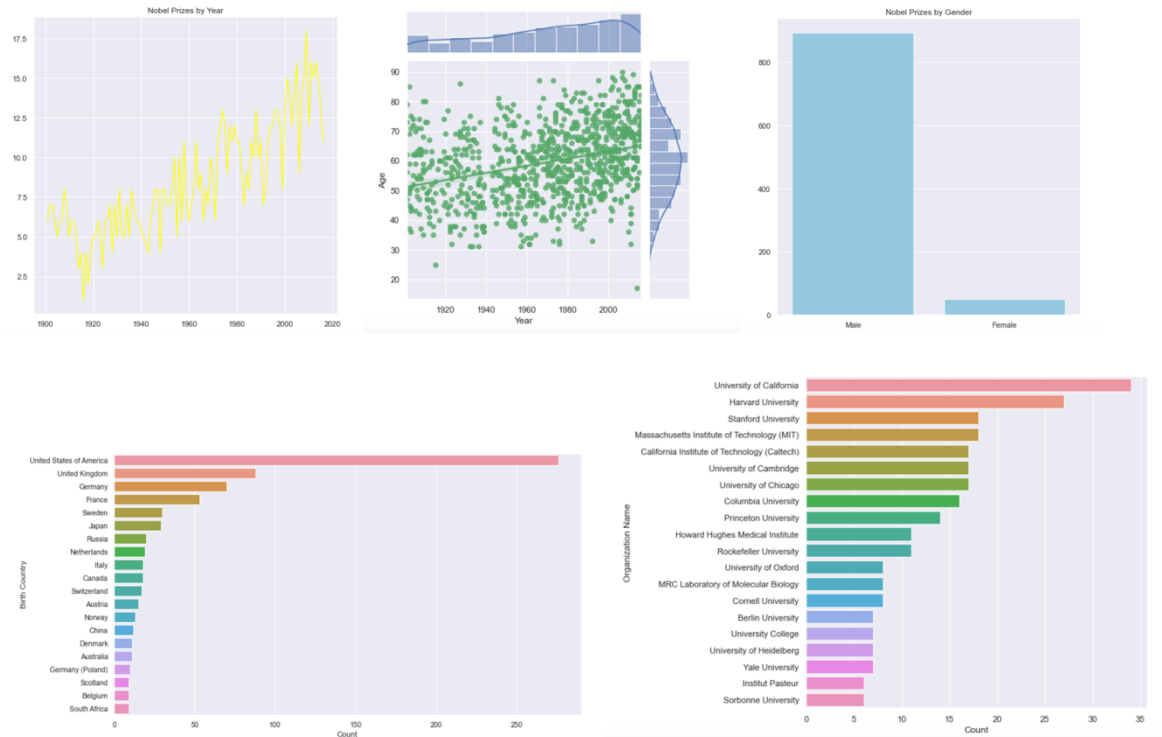 Nobel Prizes by Year
17.5
15.0
12.5
10.0
7.5
5.0
2.5
1900 1920 1940 1960 1980 2000 2020
Age
90
80
70
60
50
40
30
20
1920 1940 1960 1980 2000
Year
Nobel Prizes by Gender
800
600
400
200
0
Male Female
Birth Country
United States of America
United Kingdom
Germany
France
Sweden
Japan
Russia
Netherlands
Italy
Canada
Switzerland
Austria
Norway
China
Denmark
Australia
Germany (Poland)
Scotland
Belgium
South Africa
0 50 100 150 200 250
Count
Organization Name
University of California
Harvard University
Stanford University
Massachusetts Institute of Technology (MIT)
California Institute of Technology (Caltech)
University of Cambridge
University of Chicago
Columbia University
Princeton University
Howard Hughes Medical Institute
Rockefeller University
University of Oxford
MRC Laboratory of Molecular Biology
Cornell University
Berlin University
University College
University of Heidelberg
Yale University
Institut Pasteur
Sorbonne University
0 5 10 15 20 25 30 35
Count